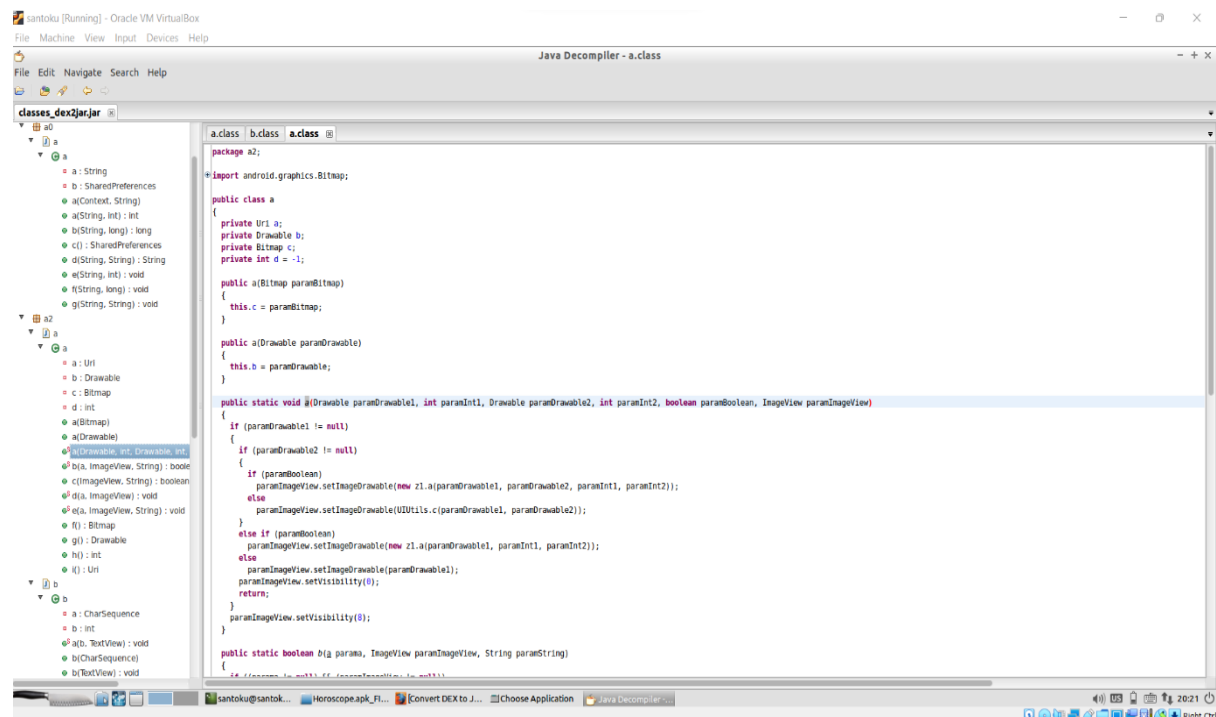 santoku [Running] - Oracle VM VirtualBox
File Machine View Input Devices Help
Java Decompiler - a.class
File Edit Navigate Search Help
classes_dex2jar.jar
a0
a
a
a : String
b : SharedPreferences
a(Context, String)
a(String, int) : int
b(String, long) : long
c() : SharedPreferences
d(String, String) : String
e(String, int) : void
f(String, long) : void
g(String, String) : void
a2
a
a
a : Uri
b : Drawable
c : Bitmap
d : int
a(Bitmap)
a(Drawable)
a(Drawable, int, Drawable, int,
b(a, ImageView, String) : boole
c(ImageView, String) : boolean
d(a, ImageView) : void
e(a, ImageView, String) : void
f() : Bitmap
g() : Drawable
h() : int
i() : Uri
b
b
a : CharSequence
b : int
a(b, TextView) : void
b(CharSequence)
b(TextView) : void
a.class b.class a.class
package a2;
import android.graphics.Bitmap;
public class a
{
private Uri a;
private Drawable b;
private Bitmap c;
private int d = -1;
public a(Bitmap paramBitmap)
{
this.c = paramBitmap;
}
public a(Drawable paramDrawable)
{
this.b = paramDrawable;
}
public static void a(Drawable paramDrawable1, int paramInt1, Drawable paramDrawable2, int paramInt2, boolean paramBoolean, ImageView paramImageView)
{
if (paramDrawable1 != null)
{
if (paramDrawable2 != null)
{
if (paramBoolean)
paramImageView.setImageDrawable(new z1.a(paramDrawable1, paramDrawable2, paramInt1, paramInt2));
else
paramImageView.setImageDrawable(UIUtils.c(paramDrawable1, paramDrawable2));
}
else if (paramBoolean)
paramImageView.setImageDrawable(new z1.a(paramDrawable1, paramInt1, paramInt2));
else
paramImageView.setImageDrawable(paramDrawable1);
paramImageView.setVisibility(0);
return;
}
paramImageView.setVisibility(8);
}
public static boolean b(a parama, ImageView paramImageView, String paramString)
{
if ((parama != null) && (paramImageView != null))
santoku@santok... Horoscope.apk_FI... [Convert DEX to J... Choose Application Java Decompiler -... 20:21
Right Ctrl